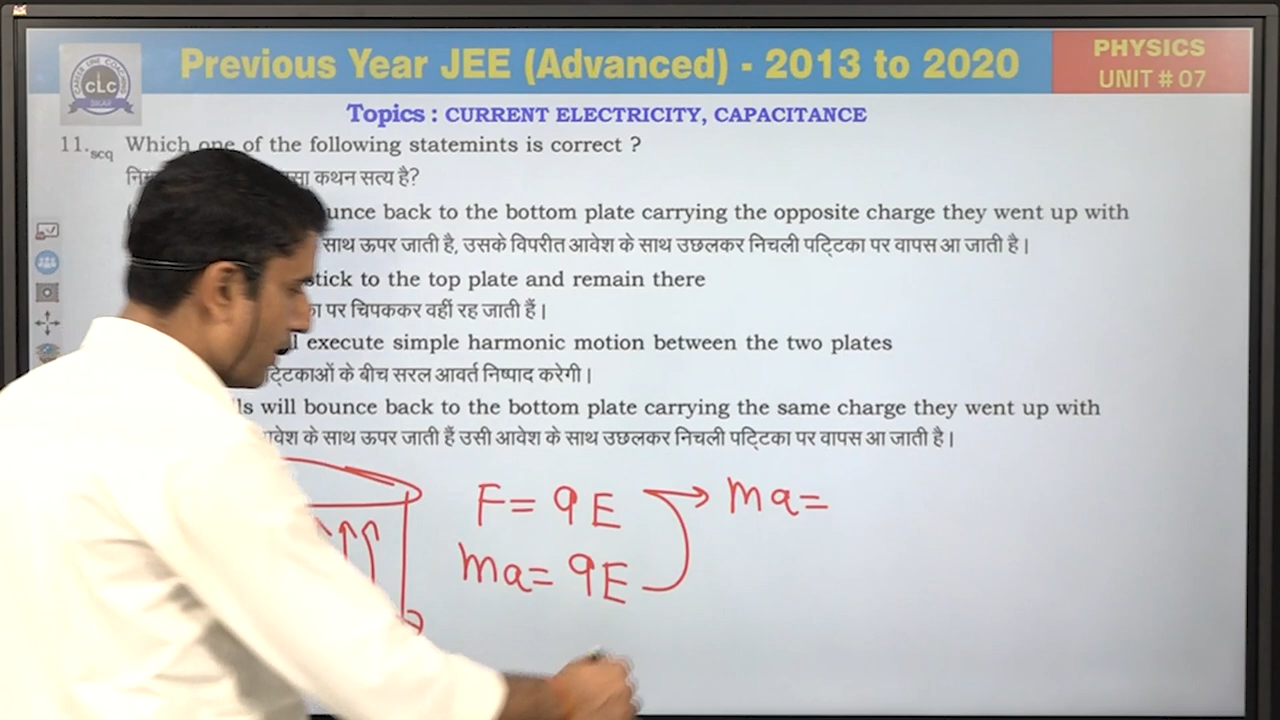 Previous Year JEE (Advanced) - 2013 to 2020
PHYSICS
UNIT # 07
CLC
Topics : CURRENT ELECTRICITY, CAPACITANCE
11. scq Which one of the following statemints is correct ?
कथन सत्य है?
back to the bottom plate carrying the opposite charge they went up with
साथ ऊपर जाती है, उसके विपरीत आवेश के साथ उछलकर निचली पट्टिका पर वापस आ जाती है।
stick to the top plate and remain there
पर चिपककर वहीं रह जाती हैं।
execute simple harmonic motion between the two plates
के बीच सरल आवर्त निष्पाद करेगी।
will bounce back to the bottom plate carrying the same charge they went up with
के साथ ऊपर जाती हैं उसी आवेश के साथ उछलकर निचली पट्टिका पर वापस आ जाती है।
F = qE → ma =
ma = qE